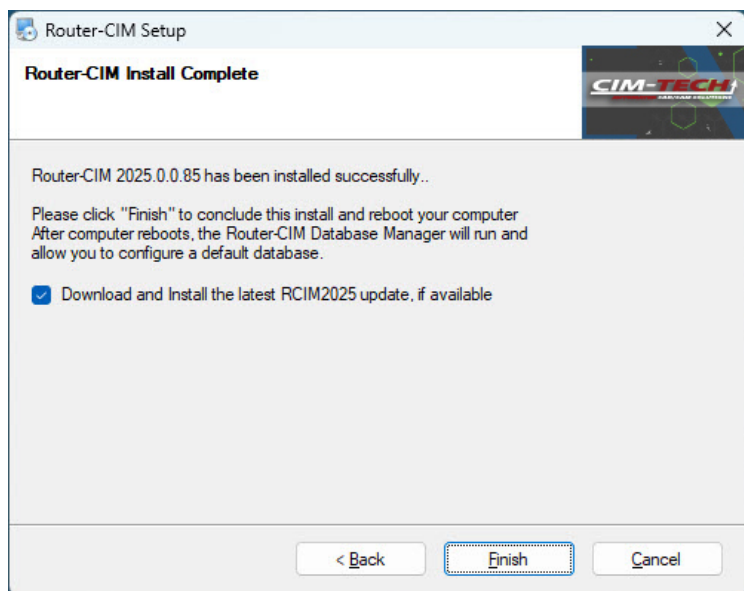 Router-CIM Setup
Router-CIM Install Complete
CIM-TECH
CAD/CAM SOLUTIONS
Router-CIM 2025.0.0.85 has been installed successfully..
Please click "Finish" to conclude this install and reboot your computer
After computer reboots, the Router-CIM Database Manager will run and
allow you to configure a default database.
Download and Install the latest RCIM2025 update, if available
< Back
Finish
Cancel